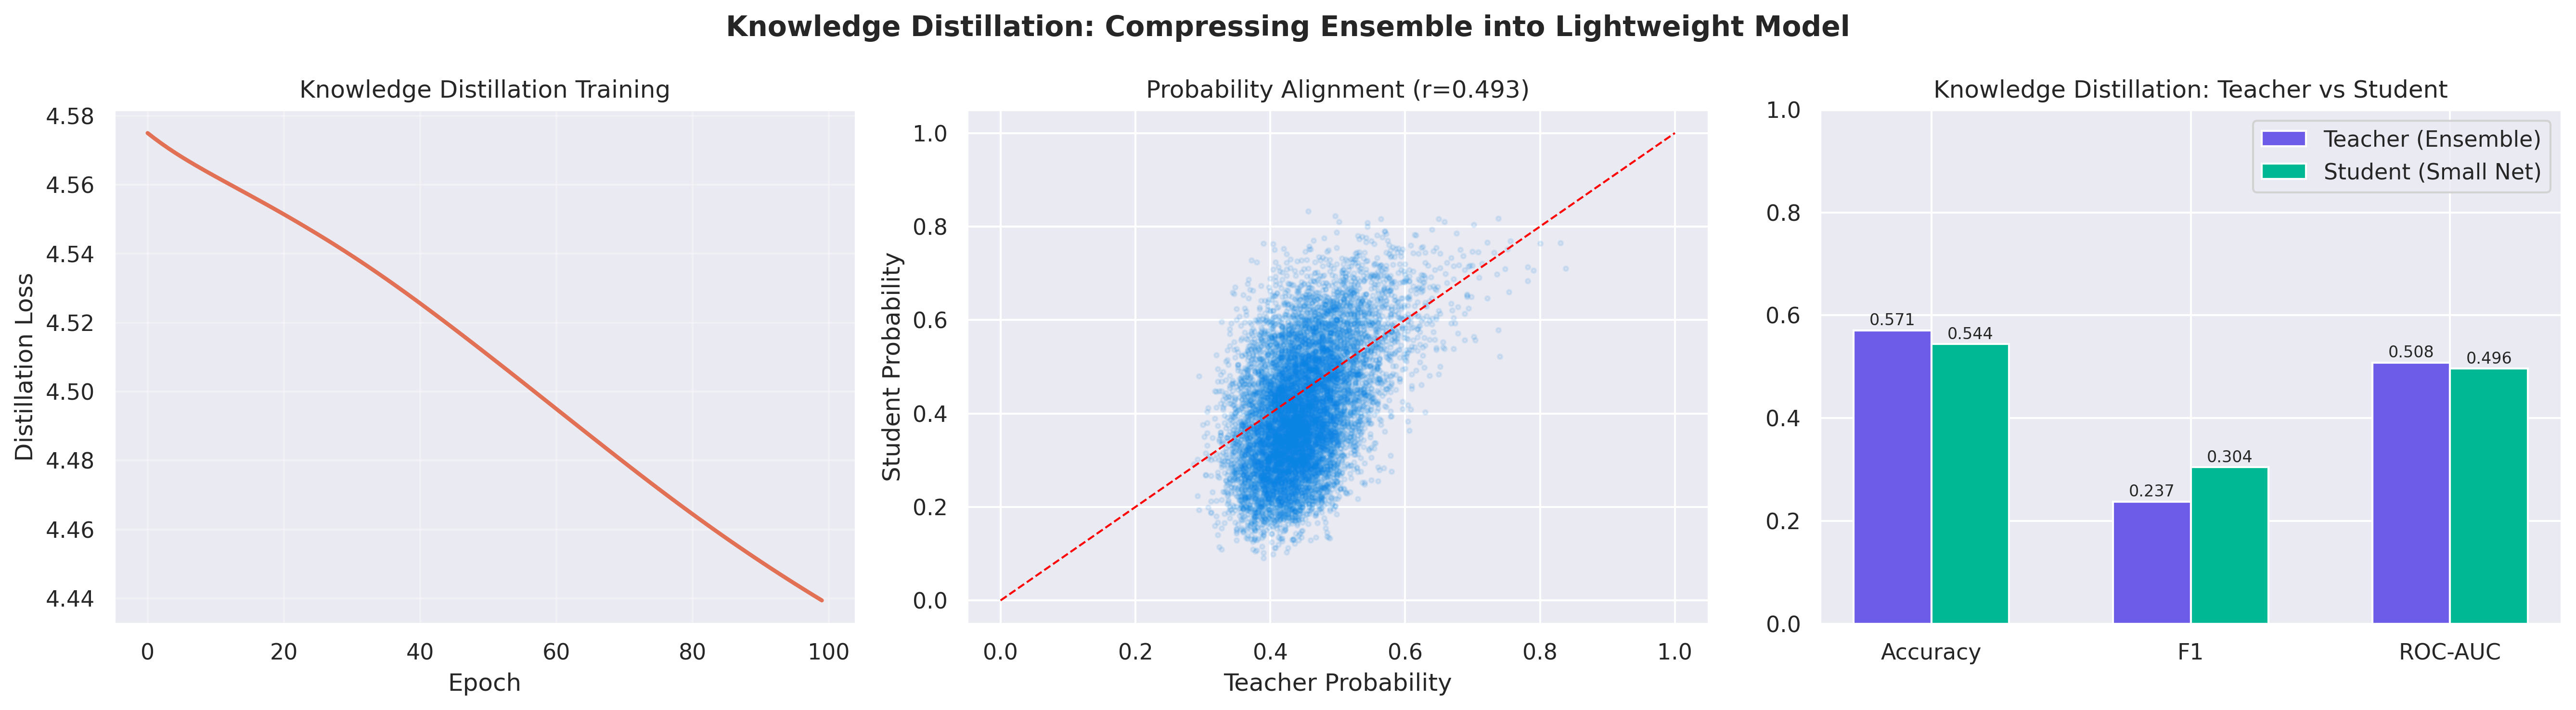 Knowledge Distillation: Compressing Ensemble into Lightweight Model
Knowledge Distillation Training
4.58
4.56
4.54
4.52
4.50
4.48
4.46
4.44
Distillation Loss
0 20 40 60 80 100
Epoch
Probability Alignment (r=0.493)
1.0
0.8
0.6
0.4
0.2
0.0
Student Probability
0.0 0.2 0.4 0.6 0.8 1.0
Teacher Probability
Knowledge Distillation: Teacher vs Student
1.0
0.8
0.6
0.4
0.2
0.0
Teacher (Ensemble)
Student (Small Net)
0.571
0.544
0.237
0.304
0.508
0.496
Accuracy F1 ROC-AUC